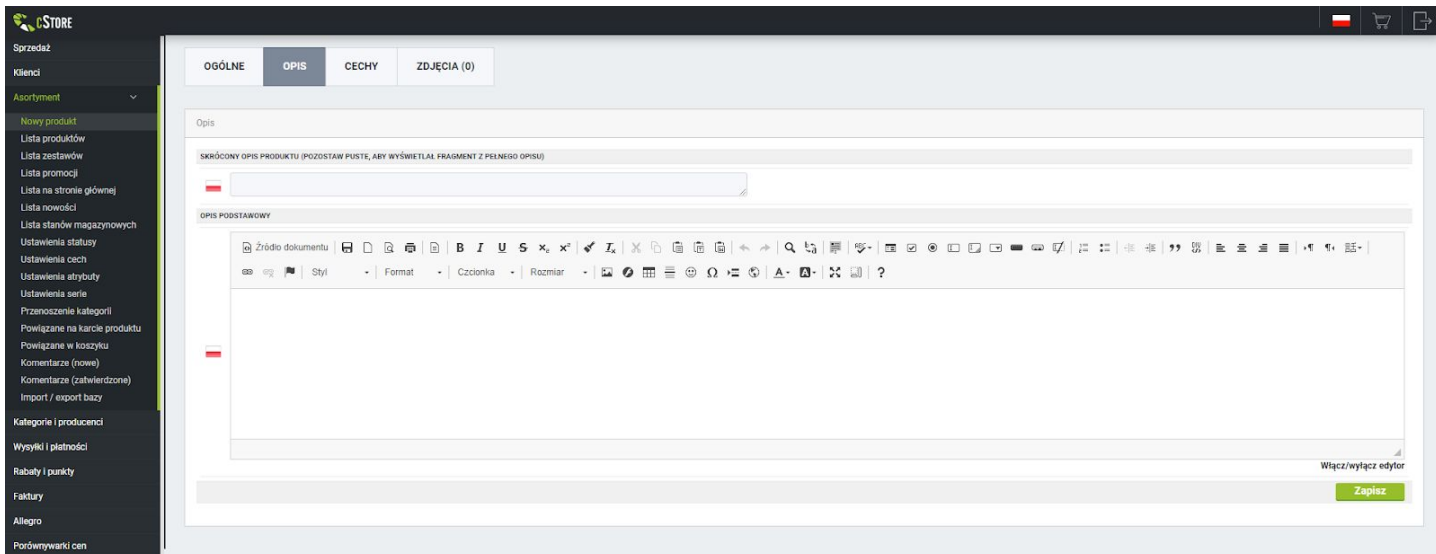 cSTORE
Sprzedaż
Klienci
Asortyment
Nowy produkt
Lista produktów
Lista zestawów
Lista promocji
Lista na stronie głównej
Lista nowości
Lista stanów magazynowych
Ustawienia statusy
Ustawienia cech
Ustawienia atrybuty
Ustawienia serie
Przenoszenie kategorii
Powiązane na karcie produktu
Powiązane w koszyku
Komentarze (nowe)
Komentarze (zatwierdzone)
Import / export bazy
Kategorie i producenci
Wysyłki i płatności
Rabaty i punkty
Faktury
Allegro
Porównywarki cen
OGÓLNE OPIS CECHY ZDJĘCIA (0)
Opis
SKRÓCONY OPIS PRODUKTU (POZOSTAW PUSTE, ABY WYŚWIETLAŁ FRAGMENT Z PEŁNEGO OPISU)
OPIS PODSTAWOWY
Źródło dokumentu B I U S x₂ x² Ix
Styl Format Czcionka Rozmiar Ω A A ?
Włącz/wyłącz edytor
Zapisz